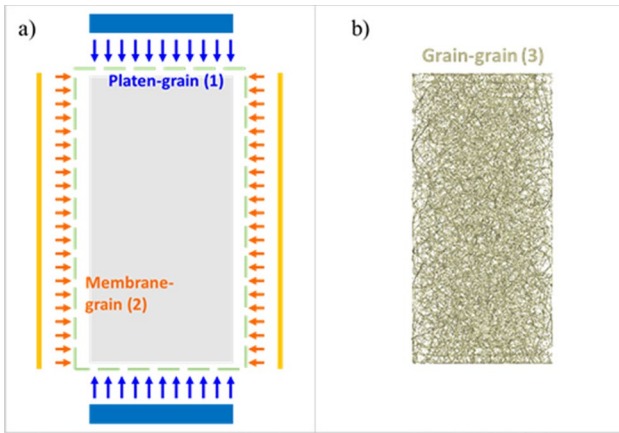 a)
Platen-grain (1)
Membrane-
grain (2)
b)
Grain-grain (3)